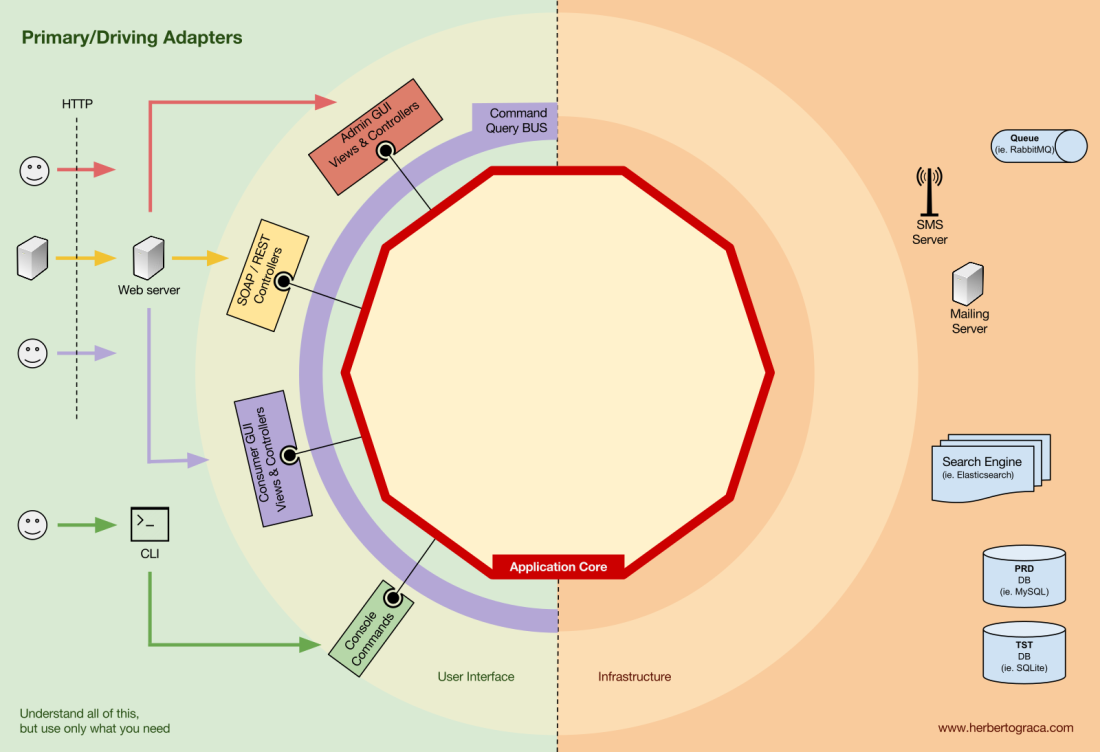 Primary/Driving Adapters
HTTP
Admin GUI
Views & Controllers
Command
Query BUS
Queue
(ie. RabbitMQ)
SMS
Server
SOAP / REST
Controllers
Web server
Mailing
Server
Consumer GUI
Views & Controllers
Search Engine
(ie. Elasticsearch)
CLI
Application Core
PRD
DB
(ie. MySQL)
Console
Commands
TST
DB
(ie. SQLite)
User Interface
Infrastructure
Understand all of this,
but use only what you need
www.herbertograca.com